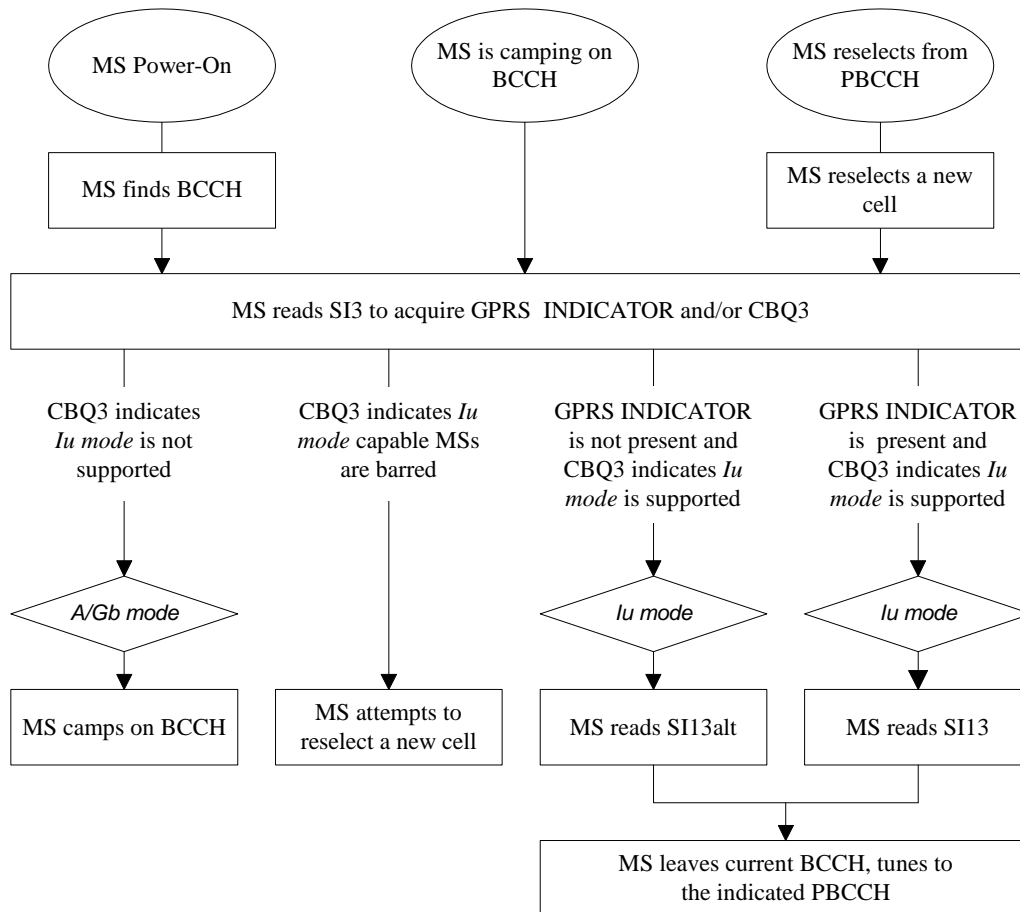 MS Power-On
MS is camping on
BCCH
MS reselects from
PBCCH
MS finds BCCH
MS reselects a new
cell
MS reads SI3 to acquire GPRS INDICATOR and/or CBQ3
CBQ3 indicates
Iu mode is not
supported
CBQ3 indicates Iu
mode capable MSs
are barred
GPRS INDICATOR
is not present and
CBQ3 indicates Iu
mode is supported
GPRS INDICATOR
is present and
CBQ3 indicates Iu
mode is supported
A/Gb mode
Iu mode
Iu mode
MS camps on BCCH
MS attempts to
reselect a new cell
MS reads SI13alt
MS reads SI13
MS leaves current BCCH, tunes to
the indicated PBCCH